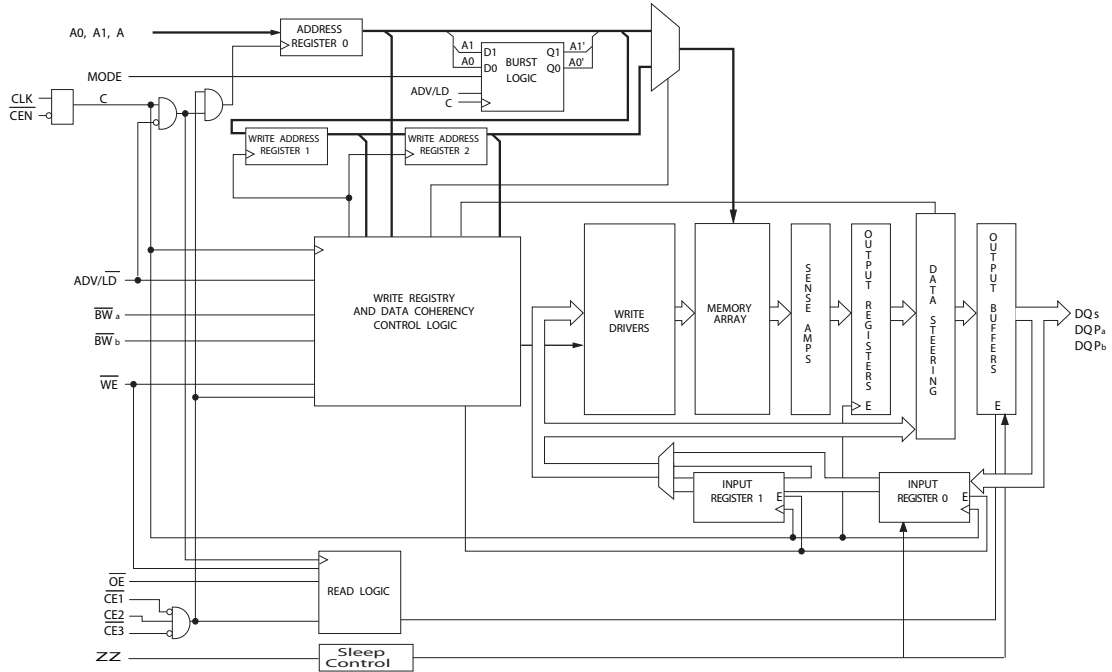 A0, A1, A
ADDRESS
REGISTER 0
A1
A0
D1
D0
BURST
LOGIC
Q1
Q0
A1'
A0'
MODE
ADV/LD
C
CLK
CEN
C
WRITE ADDRESS
REGISTER 1
WRITE ADDRESS
REGISTER 2
ADV/LD
BWa
BWb
WE
WRITE REGISTRY
AND DATA COHERENCY
CONTROL LOGIC
WRITE
DRIVERS
MEMORY
ARRAY
SENSE AMPS
OUTPUT REGISTERS
E
DATA STEERING
OUTPUT BUFFERS
E
DQs
DQPa
DQPb
INPUT
REGISTER 1
E
INPUT
REGISTER 0
E
OE
CE1
CE2
CE3
READ LOGIC
ZZ
Sleep
Control